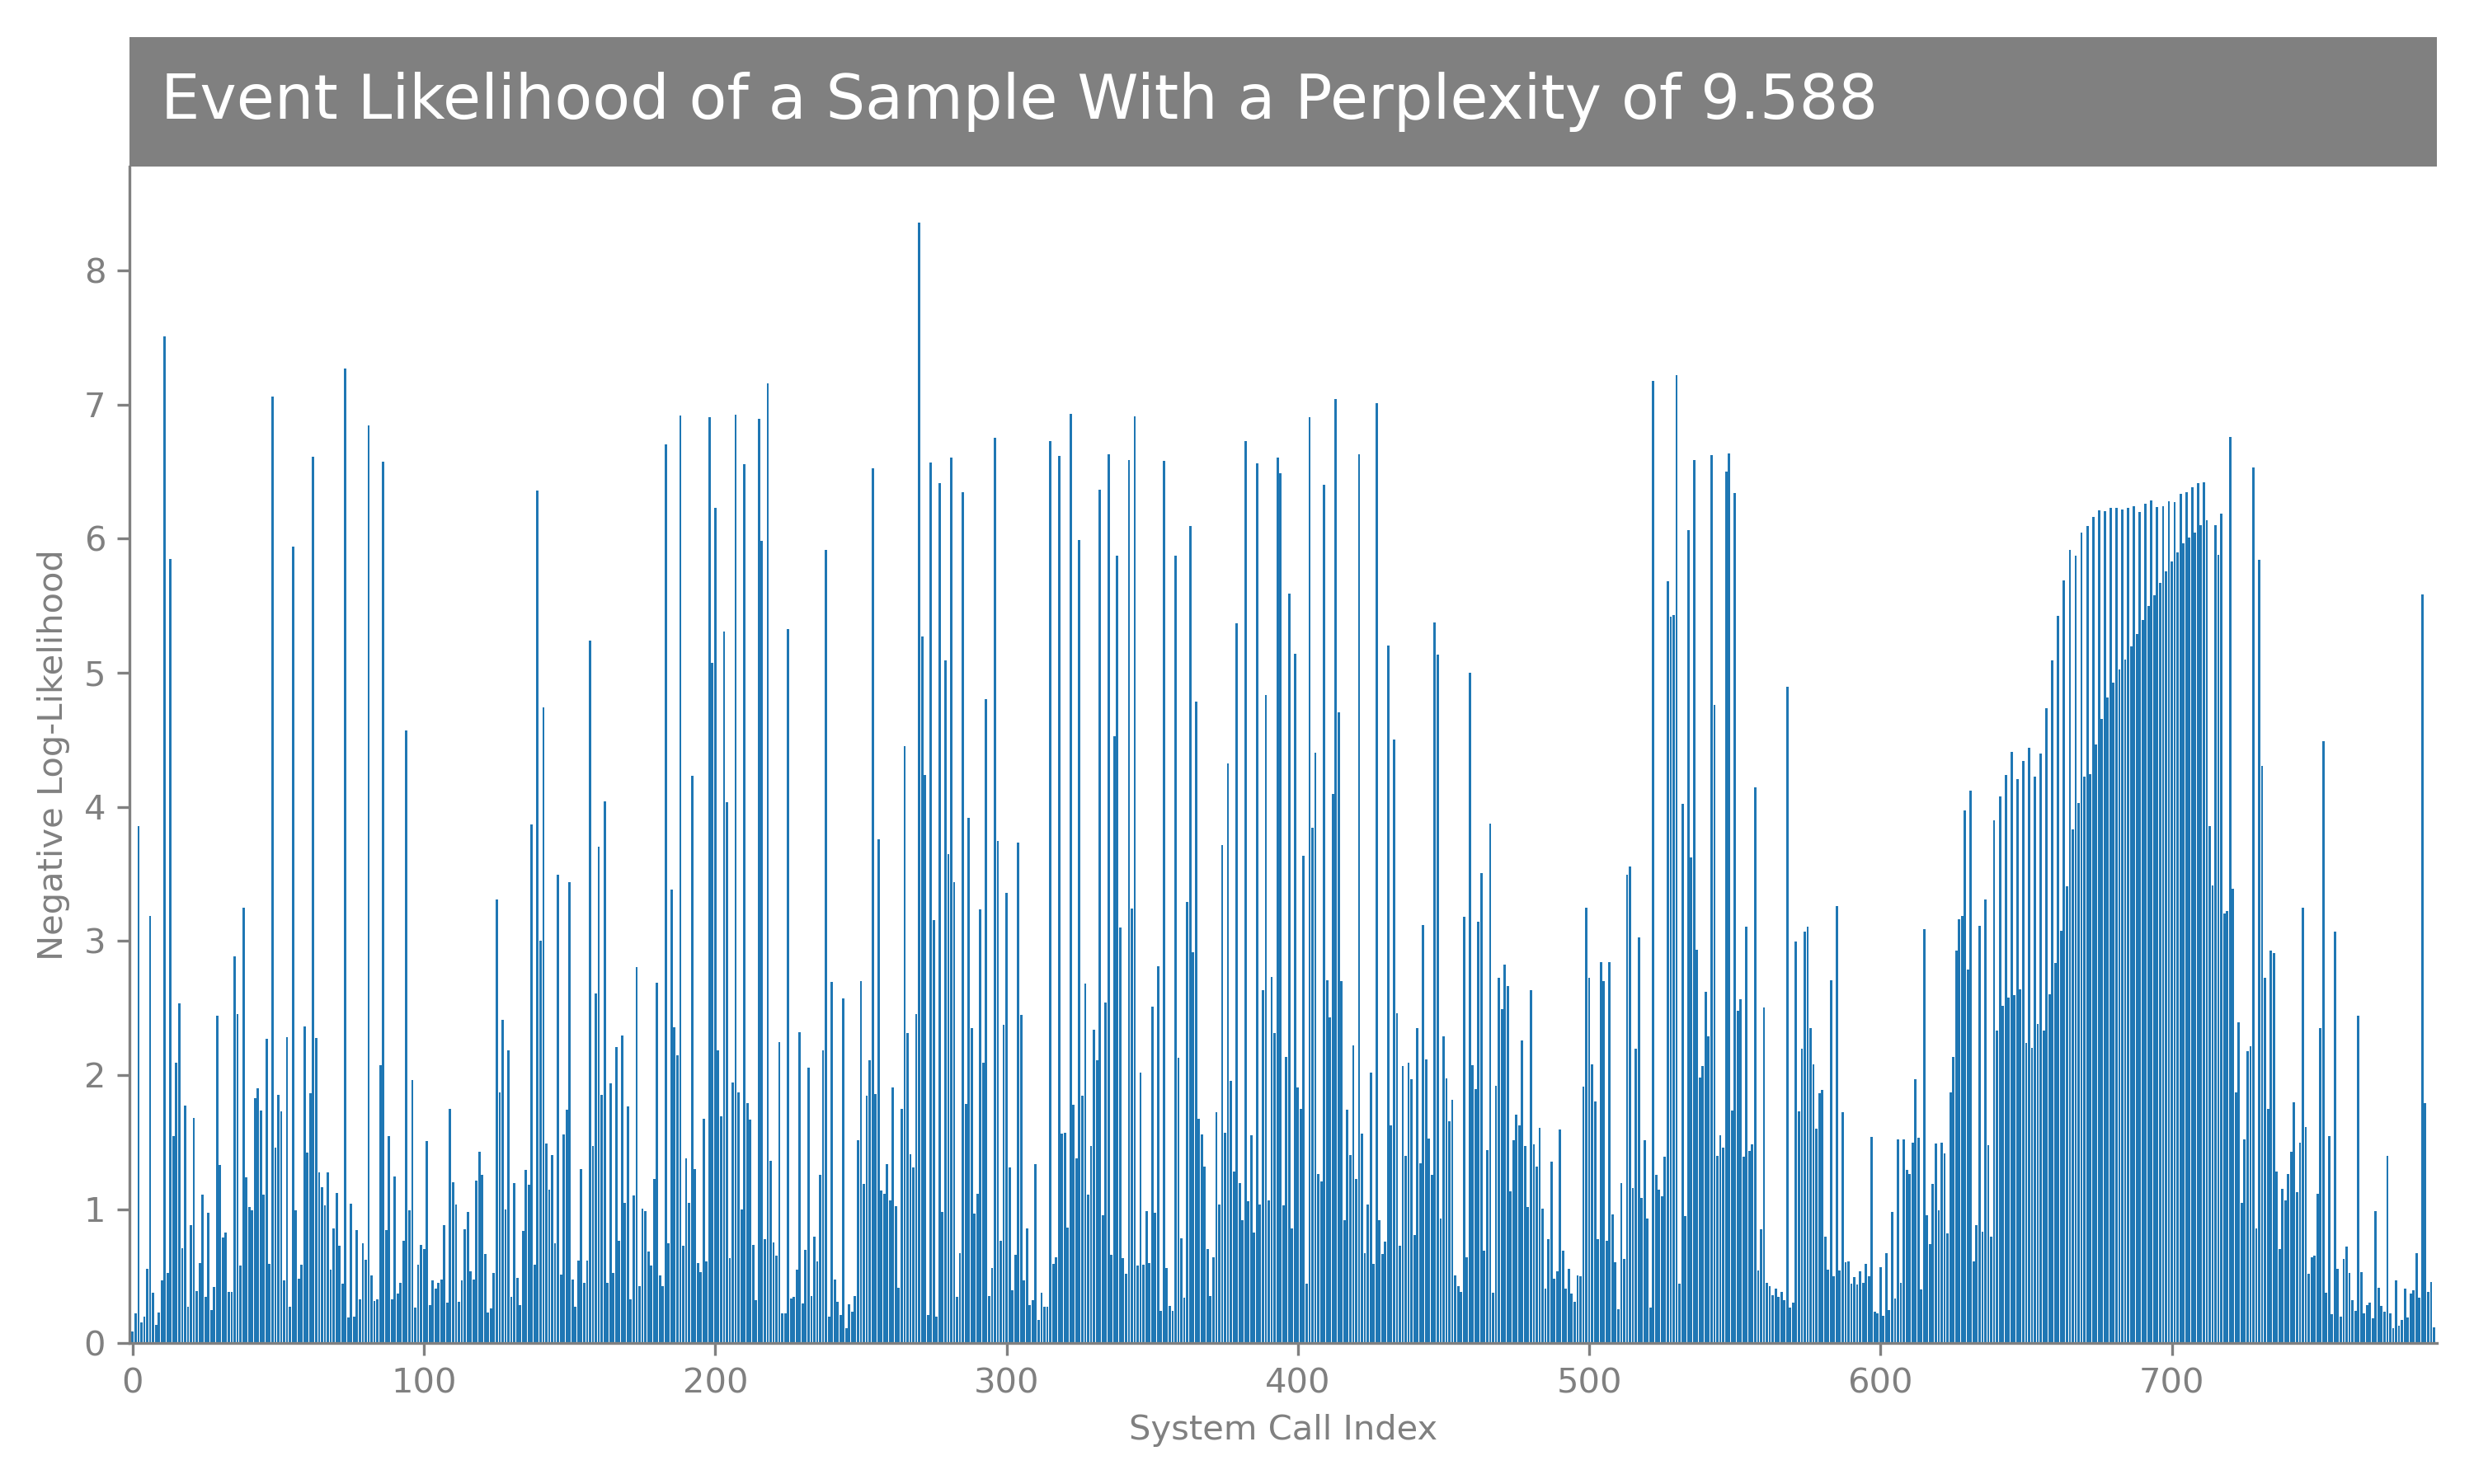 Event Likelihood of a Sample With a Perplexity of 9.588
8
7
6
5
4
3
2
1
0
Negative Log-Likelihood
0 100 200 300 400 500 600 700
System Call Index